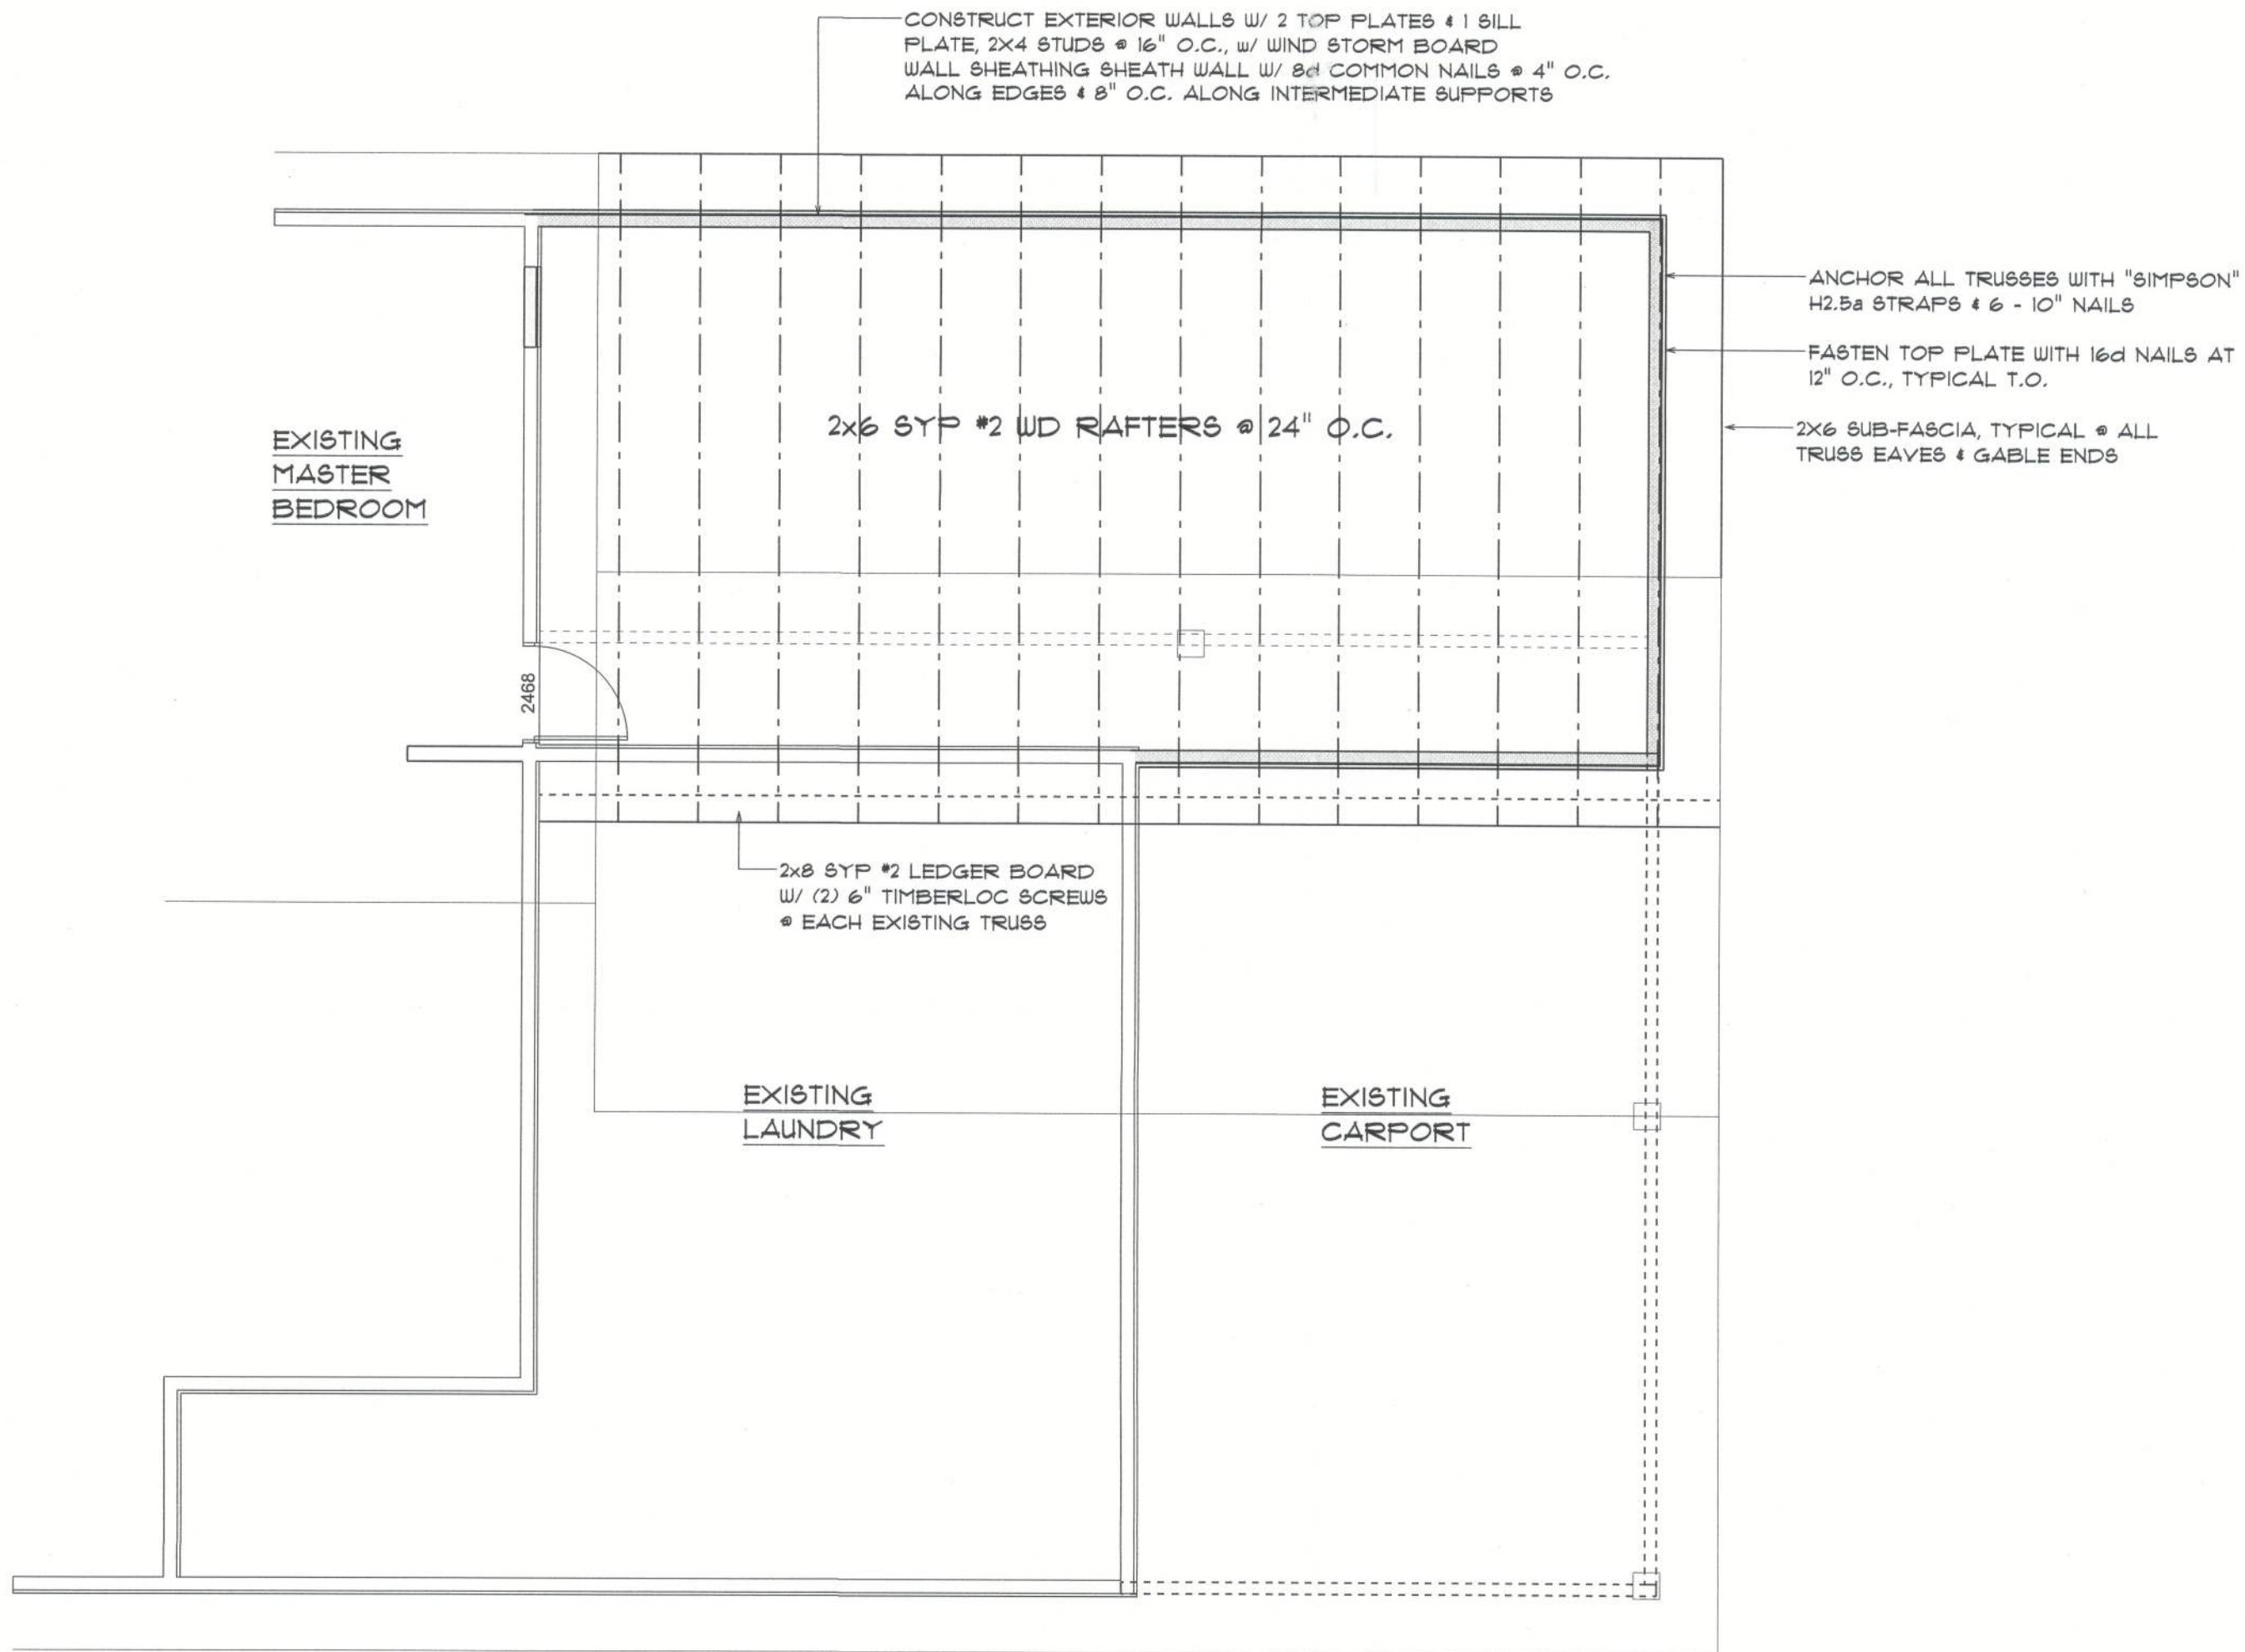 CONSTRUCT EXTERIOR WALLS W/ 2 TOP PLATES & 1 SILL
PLATE, 2X4 STUDS @ 16" O.C., w/ WIND STORM BOARD
WALL SHEATHING SHEATH WALL W/ 8d COMMON NAILS @ 4" O.C.
ALONG EDGES & 8" O.C. ALONG INTERMEDIATE SUPPORTS
ANCHOR ALL TRUSSES WITH "SIMPSON"
H2.5a STRAPS & 6 - 10" NAILS
FASTEN TOP PLATE WITH 16d NAILS AT
12" O.C., TYPICAL T.O.
2X6 SUB-FASCIA, TYPICAL @ ALL
TRUSS EAVES & GABLE ENDS
2x6 SYP #2 WD RAFTERS @ 24" O.C.
EXISTING
MASTER
BEDROOM
2468
2x8 SYP #2 LEDGER BOARD
W/ (2) 6" TIMBERLOC SCREWS
@ EACH EXISTING TRUSS
EXISTING
LAUNDRY
EXISTING
CARPORT